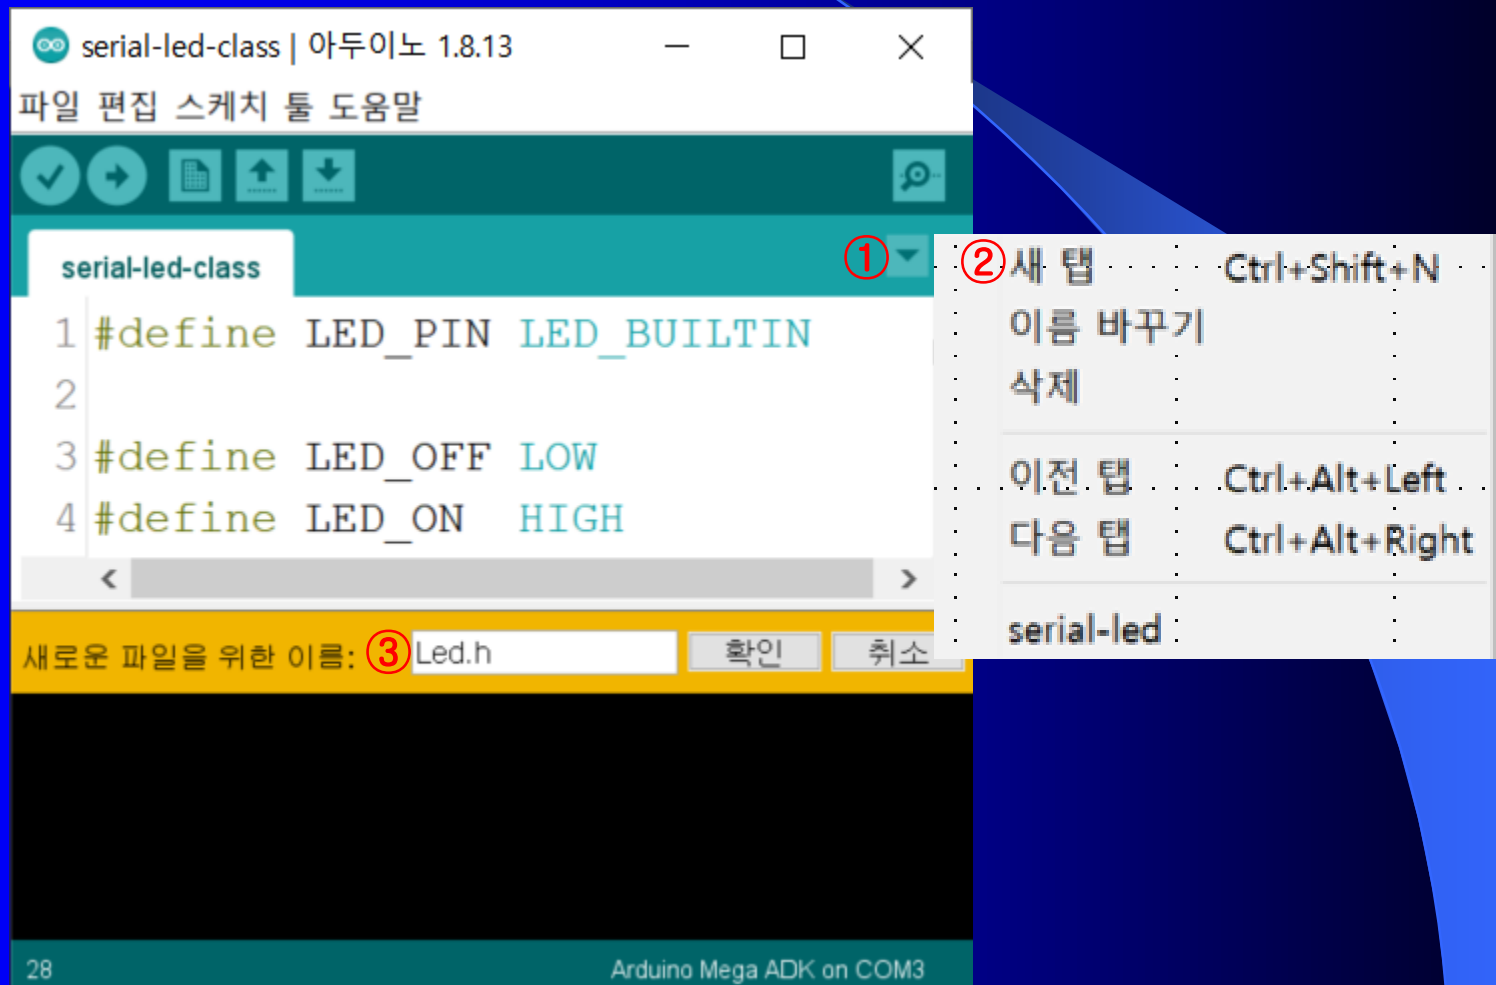 serial-led-class | 아두이노 1.8.13
파일 편집 스케치 툴 도움말
serial-led-class
①
1 #define LED_PIN LED_BUILTIN
2
3 #define LED_OFF LOW
4 #define LED_ON HIGH
② 새 탭 Ctrl+Shift+N
이름 바꾸기
삭제
이전 탭 Ctrl+Alt+Left
다음 탭 Ctrl+Alt+Right
serial-led
새로운 파일을 위한 이름: ③ Led.h 확인 취소
28 Arduino Mega ADK on COM3